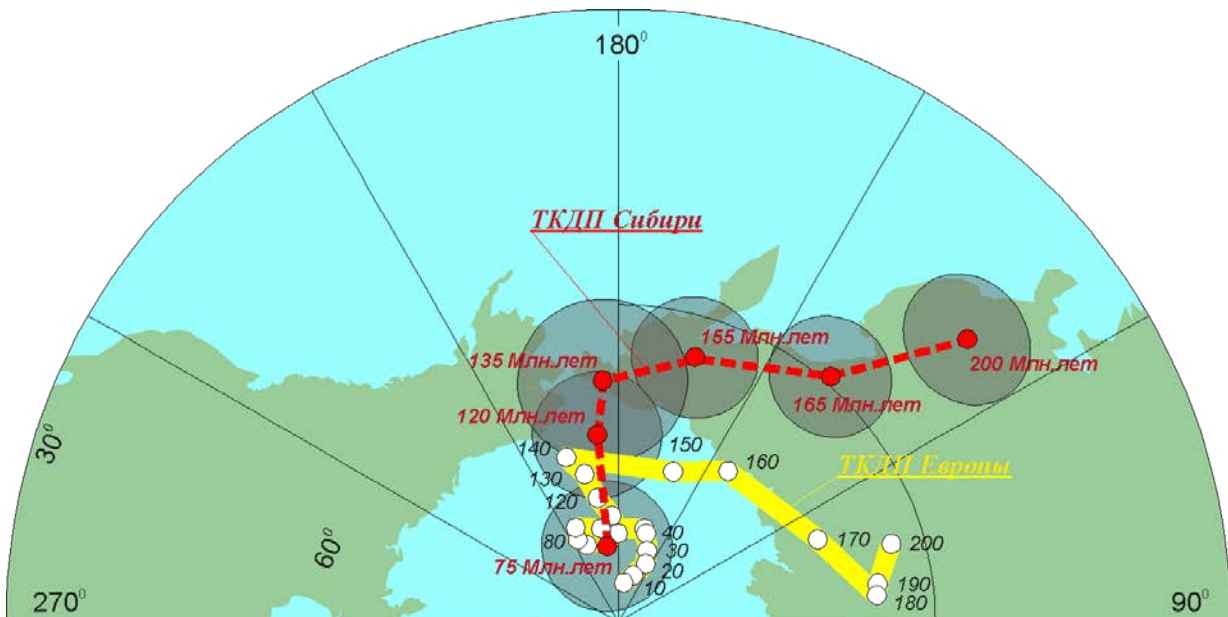 180⁰
ТКДП Сибири
155 Млн.лет
135 Млн.лет
200 Млн.лет
165 Млн.лет
120 Млн.лет
30⁰
140
150
160
ТКДП Европы
130
120
60⁰
80
40
170
200
30
75 Млн.лет
20
190
10
180
270⁰
90⁰